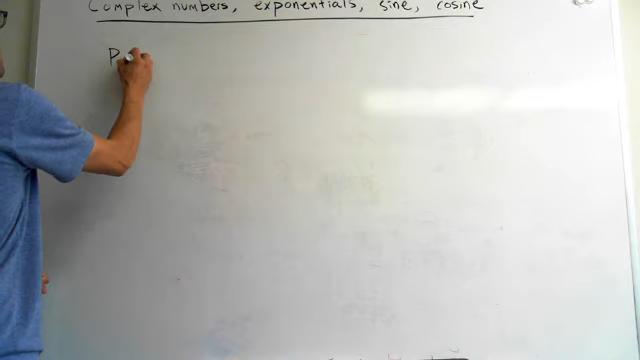 Complex numbers, exponentials, sine, cosine
P